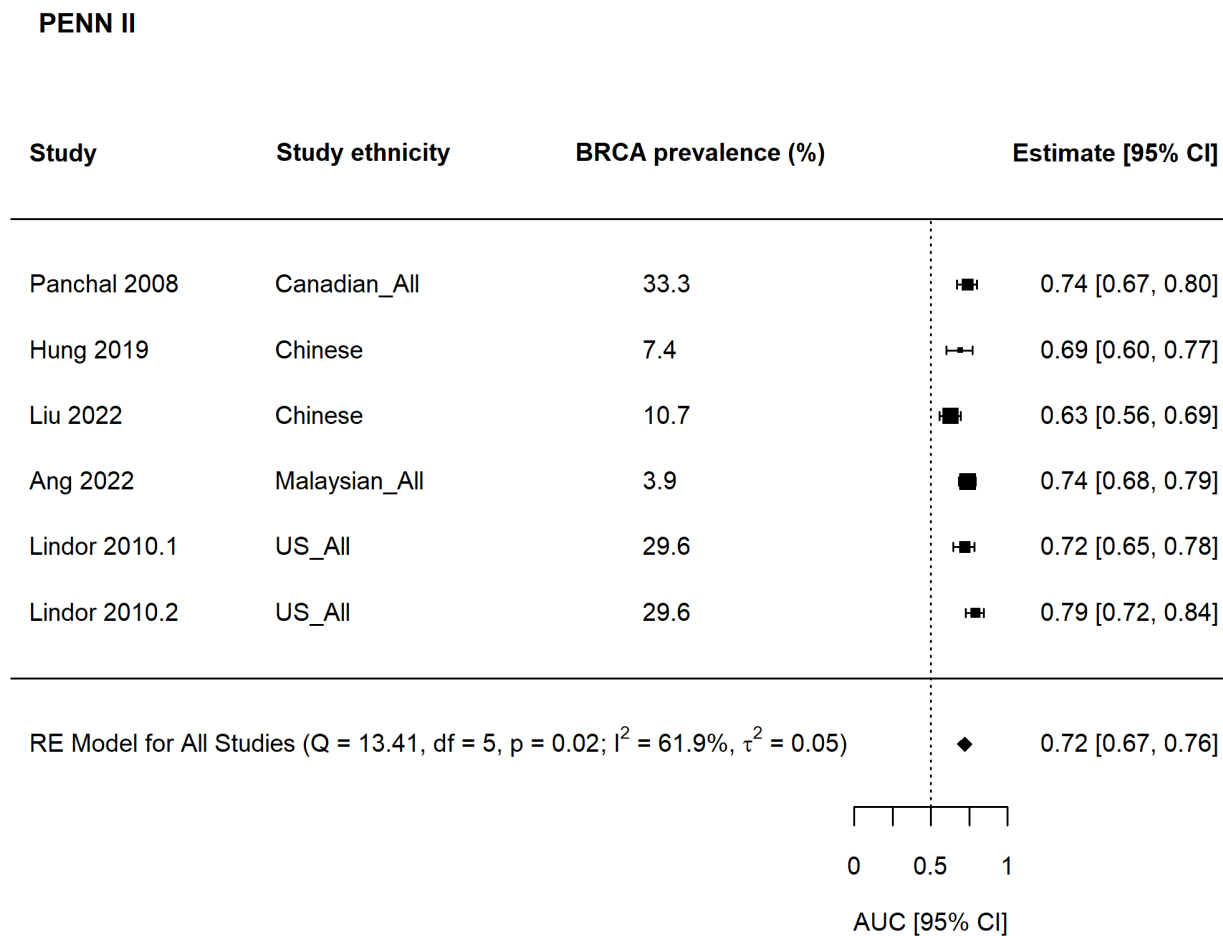 PENN II
Study Study ethnicity BRCA prevalence (%) Estimate [95% CI]
Panchal 2008 Canadian_All 33.3 0.74 [0.67, 0.80]
Hung 2019 Chinese 7.4 0.69 [0.60, 0.77]
Liu 2022 Chinese 10.7 0.63 [0.56, 0.69]
Ang 2022 Malaysian_All 3.9 0.74 [0.68, 0.79]
Lindor 2010.1 US_All 29.6 0.72 [0.65, 0.78]
Lindor 2010.2 US_All 29.6 0.79 [0.72, 0.84]
RE Model for All Studies (Q = 13.41, df = 5, p = 0.02; I² = 61.9%, τ² = 0.05) 0.72 [0.67, 0.76]
0 0.5 1
AUC [95% CI]